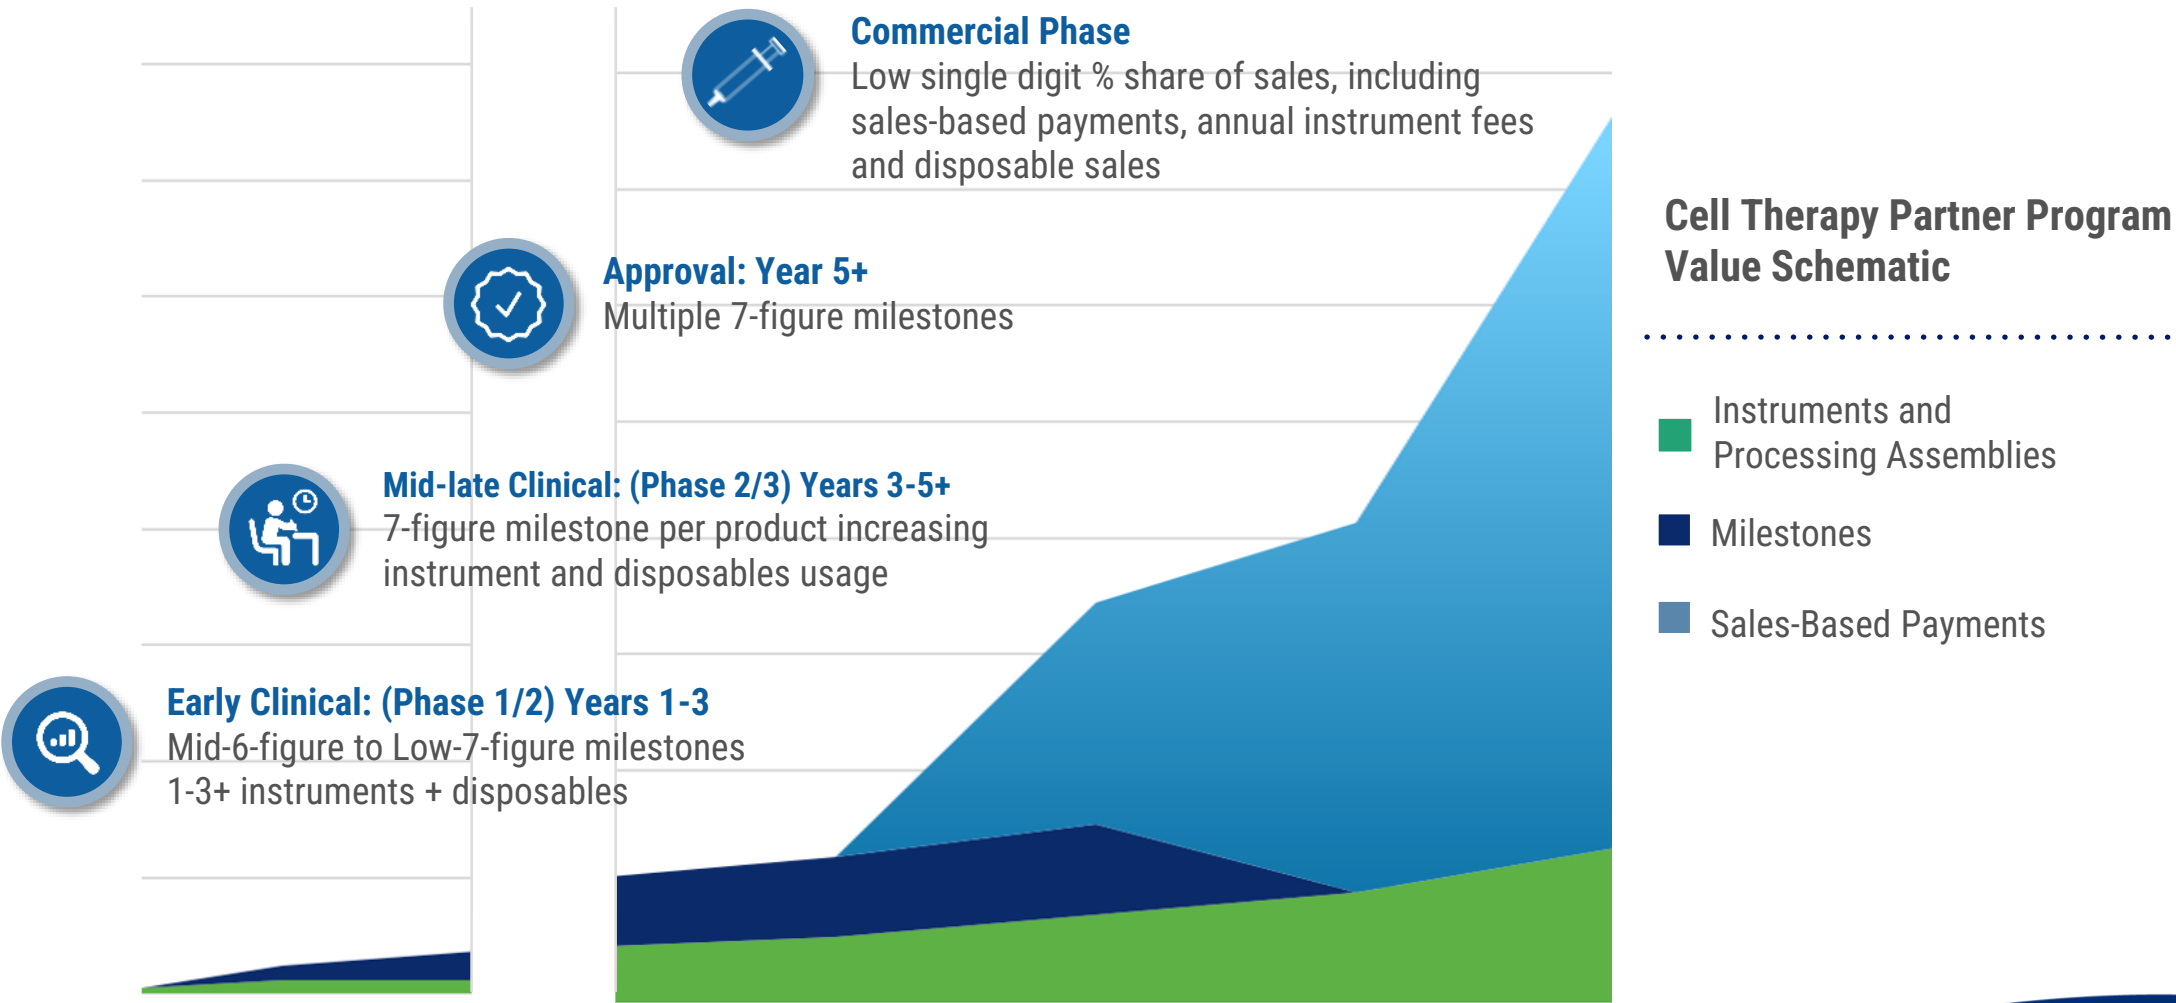 Commercial Phase
Low single digit % share of sales, including
sales-based payments, annual instrument fees
and disposable sales
Approval: Year 5+
Multiple 7-figure milestones
Mid-late Clinical: (Phase 2/3) Years 3-5+
7-figure milestone per product increasing
instrument and disposables usage
Early Clinical: (Phase 1/2) Years 1-3
Mid-6-figure to Low-7-figure milestones
1-3+ instruments + disposables
Cell Therapy Partner Program
Value Schematic
Instruments and
Processing Assemblies
Milestones
Sales-Based Payments